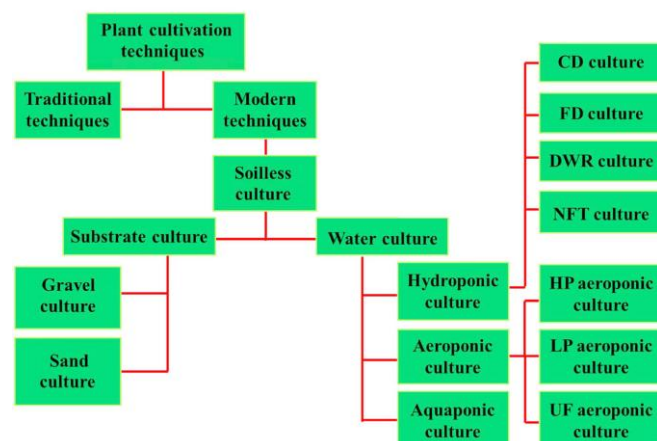 Plant cultivation
techniques
Traditional
techniques
Modern
techniques
Soilless
culture
Substrate culture
Water culture
Gravel
culture
Sand
culture
Hydroponic
culture
Aeroponic
culture
Aquaponic
culture
CD culture
FD culture
DWR culture
NFT culture
HP aeroponic
culture
LP aeroponic
culture
UF aeroponic
culture